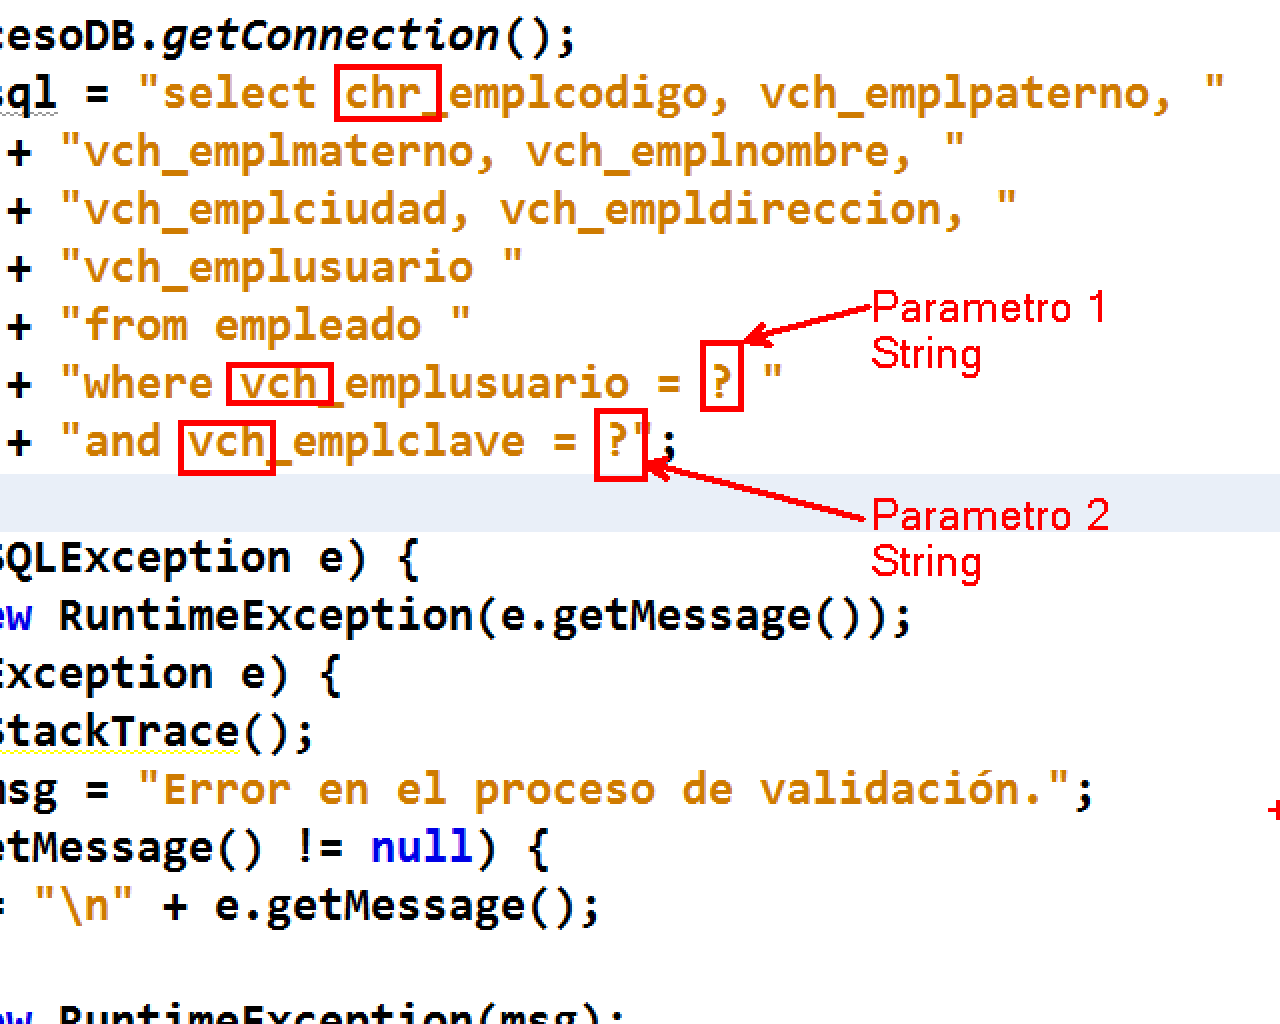 cesoDB.getConnection();
sql = "select chr_emplcodigo, vch_emplpaterno, "
+ "vch_emplmaterno, vch_emplnombre, "
+ "vch_emplciudad, vch_empldireccion, "
+ "vch_emplusuario "
+ "from empleado "
Parametro 1
String
+ "where vch_emplusuario = ? "
+ "and vch_emplclave = ?";
Parametro 2
String
SQLException e) {
ew RuntimeException(e.getMessage());
Exception e) {
StackTrace();
msg = "Error en el proceso de validación.";
etMessage() != null) {
= "\n" + e.getMessage();
ew RuntimeException(msg);